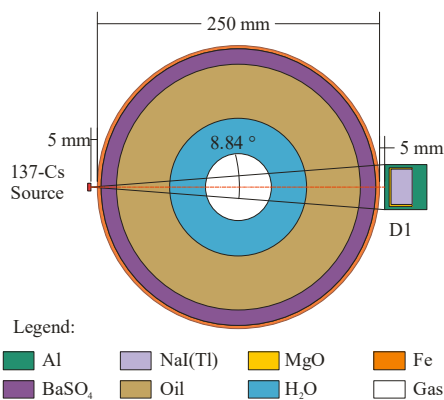 250 mm
8.84 °
5 mm
5 mm
137-Cs
Source
D1
Legend:
Al
NaI(Tl)
MgO
Fe
BaSO₄
Oil
H₂O
Gas